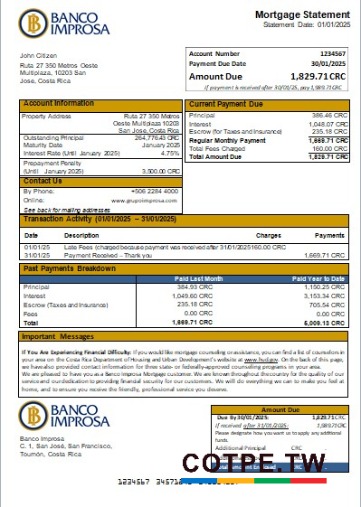 BANCO
IMPROSA
Mortgage Statement
Statement Date: 01/01/2025
John Citizen
Ruta 27 350 Metros Oeste
Multiplaza, 10203 San
Jose, Costa Rica
Account Number 1234567
Payment Due Date 30/01/2025
Amount Due 1,829.71 CRC
If payment is received after 30/01/25, pay 1,989.71 CRC
Account Information
Property Address Ruta 27 350 Metros
Oeste Multiplaza 10203
San Jose, Costa Rica
Outstanding Principal 264,776.43 CRC
Maturity Date January 2025
Interest Rate (Until January 2025) 4.75%
Prepayment Penalty
(Until January 2025) 3,500.00 CRC
Contact Us
By Phone: +506 2284 4000
Online: www.grupoimprosa.com
See back for mailing addresses
Current Payment Due
Principal 386.46 CRC
Interest 1,048.07 CRC
Escrow (for Taxes and Insurance) 235.18 CRC
Regular Monthly Payment 1,669.71 CRC
Total Fees Charged 160.00 CRC
Total Amount Due 1,829.71 CRC
Transaction Activity (01/01/2025 – 31/01/2025)
Date Description Charges Payments
01/01/25 Late Fees (charged because payment was received after 31/01/2025160.00 CRC
31/01/25 Payment Received – Thank you 1,669.71 CRC
Past Payments Breakdown
Paid Last Month Paid Year to Date
Principal 384.93 CRC 1,150.25 CRC
Interest 1,049.60 CRC 3,153.34 CRC
Escrow (Taxes and Insurance) 235.18 CRC 705.54 CRC
Fees 0.00 CRC 0.00 CRC
Total 1,669.71 CRC 5,009.13 CRC
Important Messages
If You Are Experiencing Financial Difficulty: If you would like mortgage counseling or assistance, you can find a list of counselors in
your area on the Costa Rica Department of Housing and Urban Development's website at www.hud.gov. On the back of this page,
we have also provided contact information for three state- or federally-approved counseling programs in your area.
We are pleased to have you as a Banco Improsa Mortgage customer. We are known throughout the country for the quality of our
service and our dedication to providing financial security for our customers. We will do everything we can to make you feel at
home, and to ensure you receive the friendly, professional service you deserve.
BANCO
IMPROSA
Banco Improsa
C. 1, San José, San Francisco,
Tournón, Costa Rica
Amount Due
Due By 30/01/2025: 1,829.71 CRC
If received after 31/01/2025: 1,989.71 CRC
Please designate how you want us to apply any additional
funds.
Additional Principal CRC
CRC
COTPE.TW
1234567